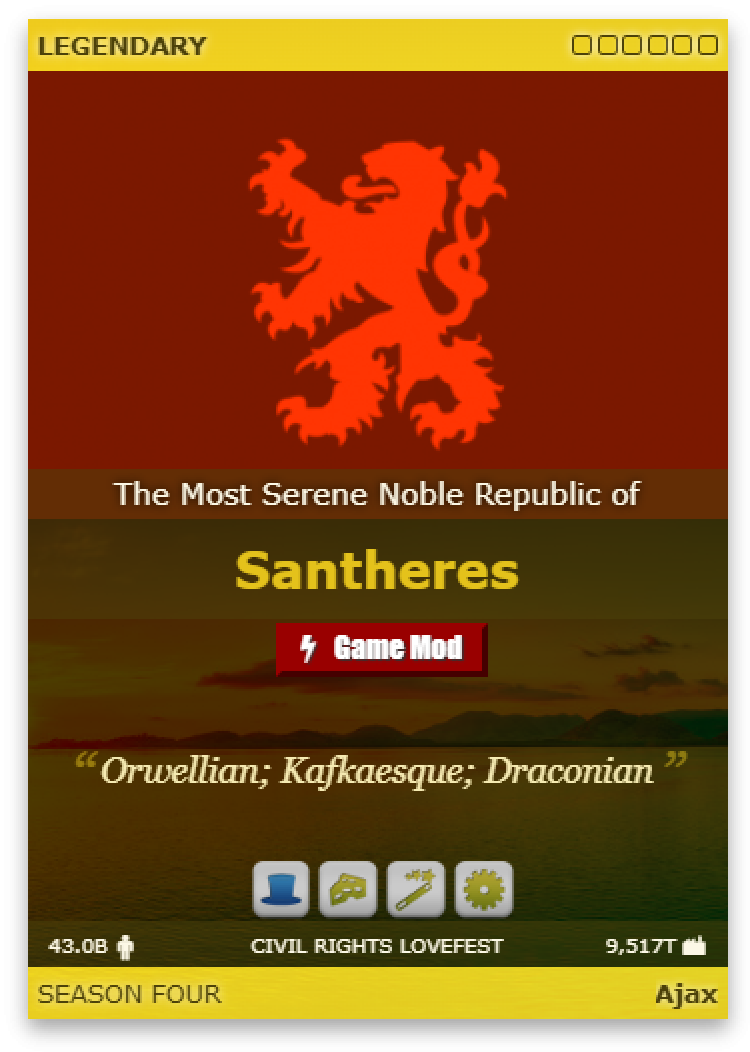 LEGENDARY
The Most Serene Noble Republic of
Santheres
Game Mod
“Orwellian; Kafkaesque; Draconian”
43.0B CIVIL RIGHTS LOVEFEST 9,517T
SEASON FOUR Ajax